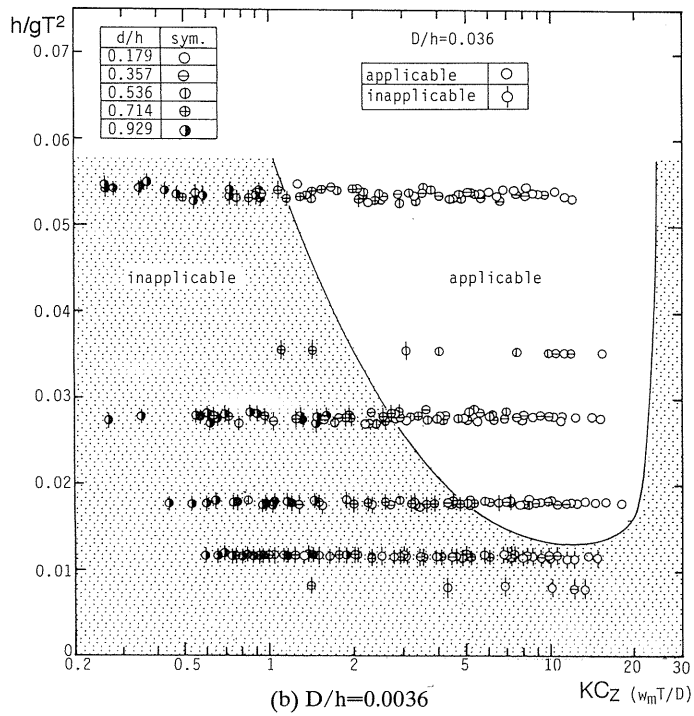 h/gT²
d/h sym.
0.179
0.357
0.536
0.714
0.929
D/h=0.036
applicable
inapplicable
0.07
0.06
0.05
0.04
0.03
0.02
0.01
0
inapplicable
applicable
0.2 0.5 1 2 5 10 20 30
KCZ (wmT/D)
(b) D/h=0.0036